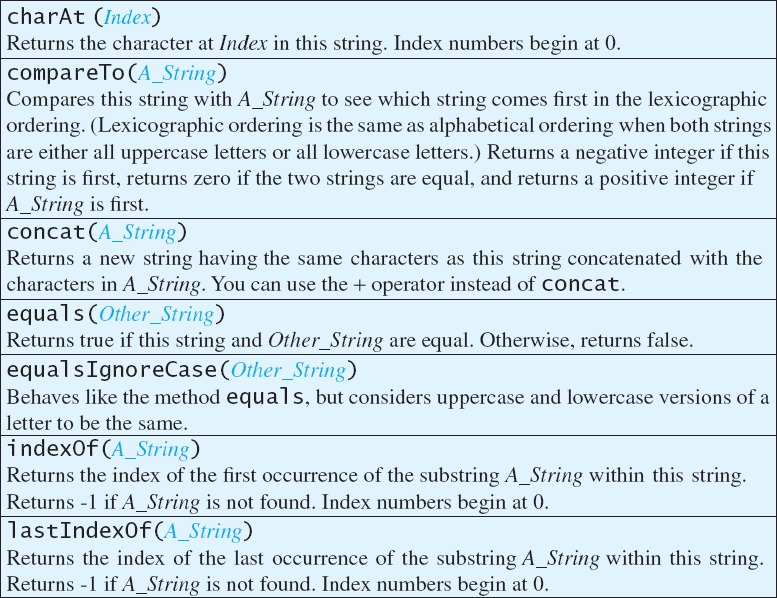 charAt (Index)
Returns the character at Index in this string. Index numbers begin at 0.
compareTo(A_String)
Compares this string with A_String to see which string comes first in the lexicographic
ordering. (Lexicographic ordering is the same as alphabetical ordering when both strings
are either all uppercase letters or all lowercase letters.) Returns a negative integer if this
string is first, returns zero if the two strings are equal, and returns a positive integer if
A_String is first.
concat(A_String)
Returns a new string having the same characters as this string concatenated with the
characters in A_String. You can use the + operator instead of concat.
equals(Other_String)
Returns true if this string and Other_String are equal. Otherwise, returns false.
equalsIgnoreCase(Other_String)
Behaves like the method equals, but considers uppercase and lowercase versions of a
letter to be the same.
indexOf(A_String)
Returns the index of the first occurrence of the substring A_String within this string.
Returns -1 if A_String is not found. Index numbers begin at 0.
lastIndexOf(A_String)
Returns the index of the last occurrence of the substring A_String within this string.
Returns -1 if A_String is not found. Index numbers begin at 0.